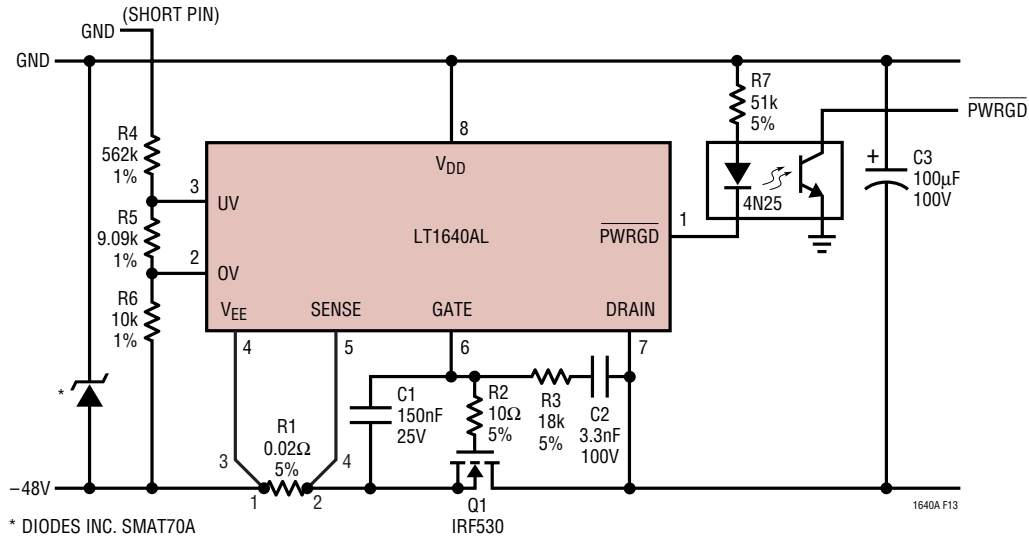 (SHORT PIN)
GND
GND
R4
562k
1%
R5
9.09k
1%
R6
10k
1%
3
2
8
V_DD
UV
OV
LT1640AL
P̅W̅R̅G̅D̅
1
V_EE
SENSE
GATE
DRAIN
4
5
6
7
R7
51k
5%
4N25
P̅W̅R̅G̅D̅
+
C3
100µF
100V
*
R1
0.02Ω
5%
3
4
1
2
C1
150nF
25V
R2
10Ω
5%
R3
18k
5%
C2
3.3nF
100V
–48V
Q1
IRF530
1640A F13
* DIODES INC. SMAT70A